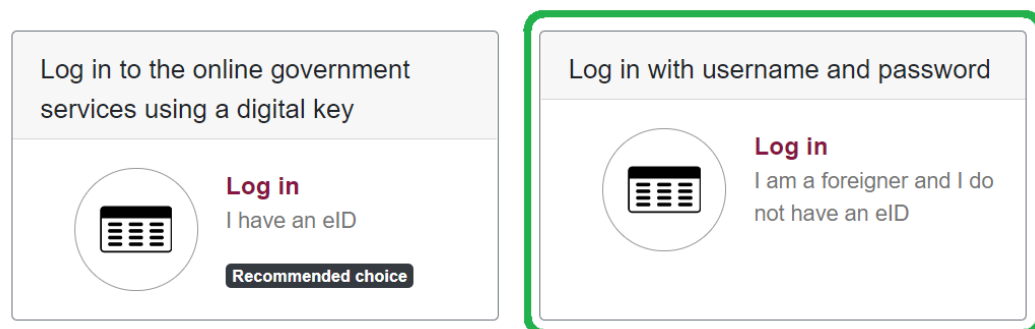 Log in to the online government
services using a digital key
Log in
I have an eID
Recommended choice
Log in with username and password
Log in
I am a foreigner and I do
not have an eID